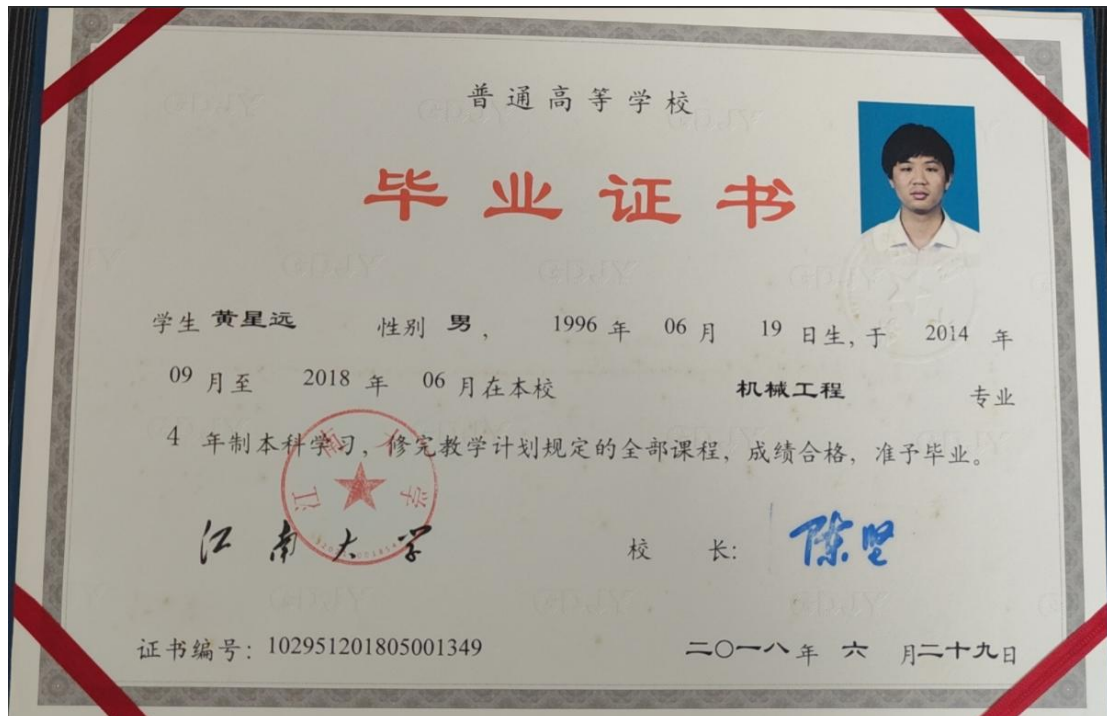 普通高等学校
毕业证书
学生 黄星远 性别 男, 1996 年 06 月 19 日生, 于 2014 年
09 月至 2018 年 06 月在本校 机械工程 专业
4 年制本科学习, 修完教学计划规定的全部课程, 成绩合格, 准予毕业。
江南大学 校 长: 陈坚
证书编号: 102951201805001349 二〇一八年 六 月二十九日